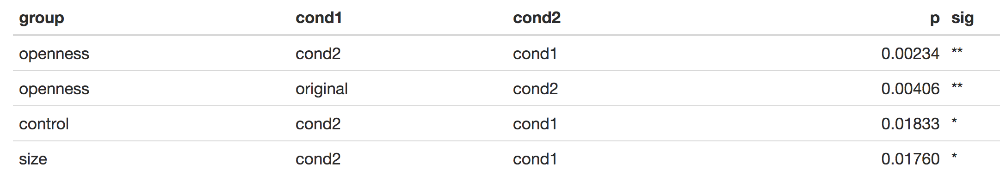 group cond1 cond2 p sig
openness cond2 cond1 0.00234 **
openness original cond2 0.00406 **
control cond2 cond1 0.01833 *
size cond2 cond1 0.01760 *